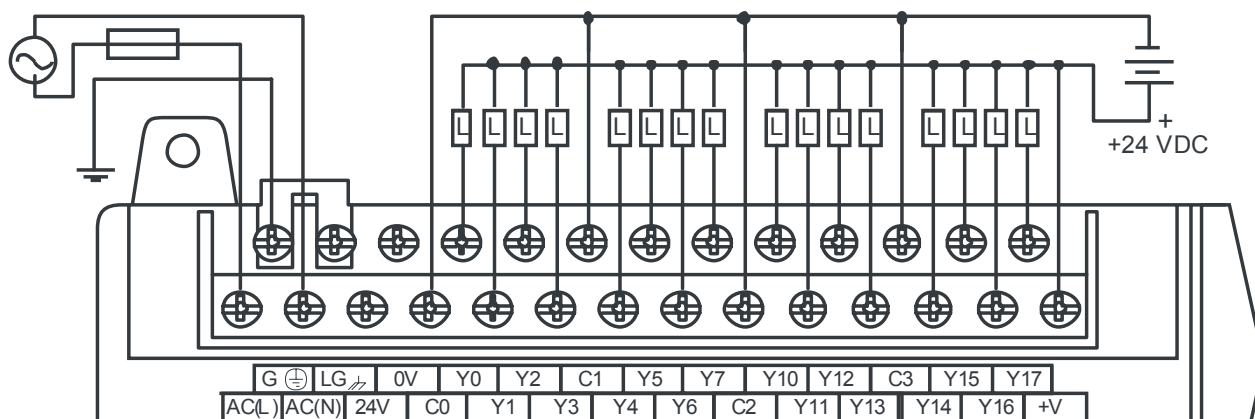 L L L L L L L L L L L L L L L L
+
+24 VDC
G LG 0V Y0 Y2 C1 Y5 Y7 Y10 Y12 C3 Y15 Y17
AC(L) AC(N) 24V C0 Y1 Y3 Y4 Y6 C2 Y11 Y13 Y14 Y16 +V